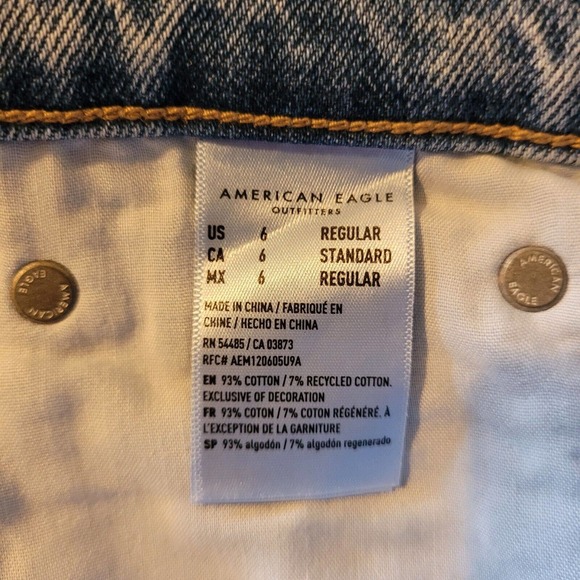 AMERICAN EAGLE
OUTFITTERS
US 6 REGULAR
CA 6 STANDARD
MX 6 REGULAR
MADE IN CHINA / FABRIQUÉ EN
CHINE / HECHO EN CHINA
RN 54485 / CA 03873
RFC# AEM120605U9A
EN 93% COTTON / 7% RECYCLED COTTON.
EXCLUSIVE OF DECORATION
FR 93% COTON / 7% COTON RÉGÉNÉRÉ. À
L'EXCEPTION DE LA GARNITURE
SP 93% algodón / 7% algodón regenerado
AMERICAN
EAGLE
AMERICAN
EAGLE